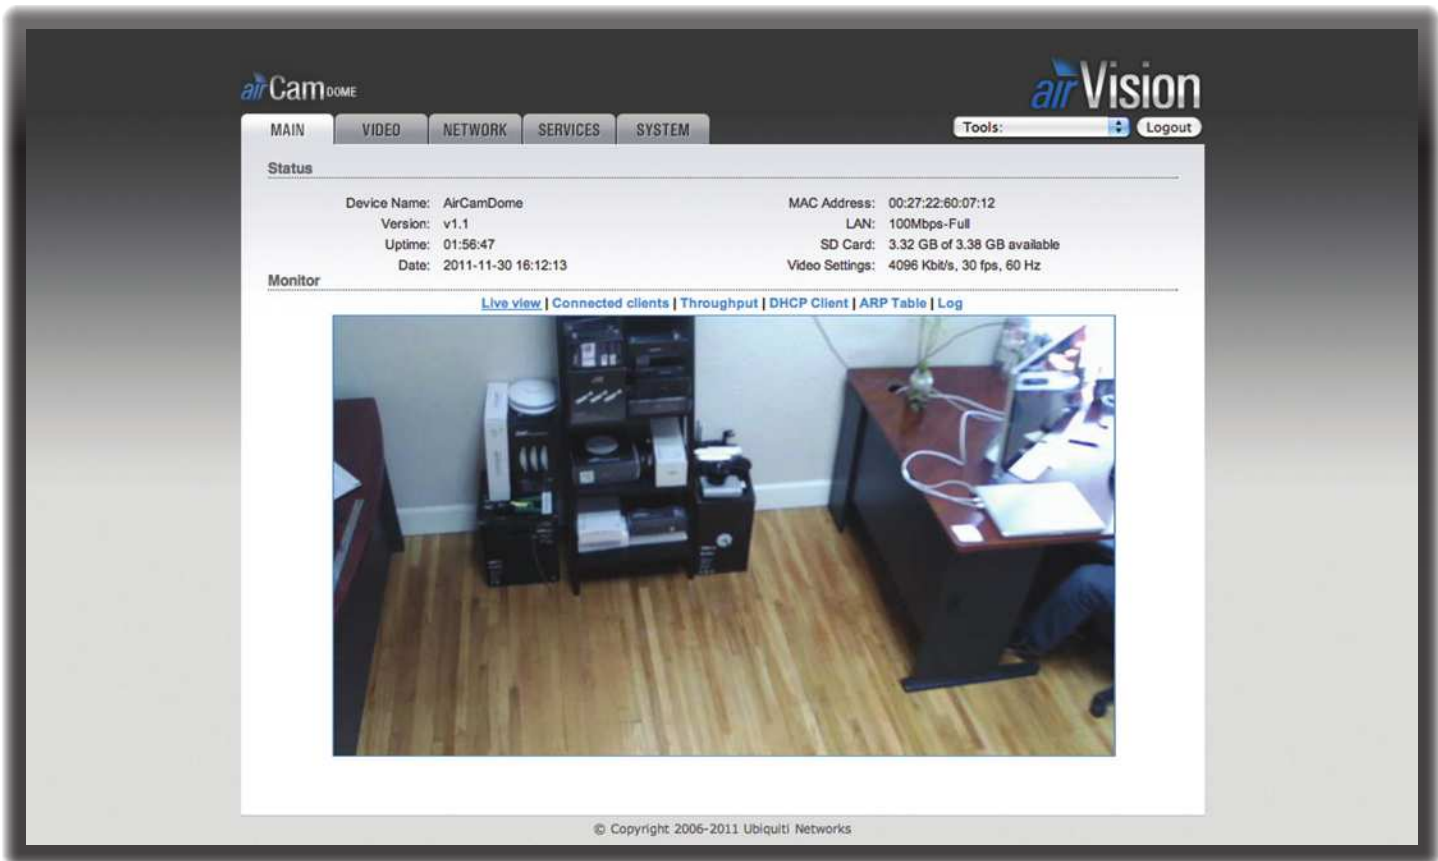 airCam DOME
airVision
MAIN VIDEO NETWORK SERVICES SYSTEM
Tools: Logout
Status
Device Name: AirCamDome MAC Address: 00:27:22:60:07:12
Version: v1.1 LAN: 100Mbps-Full
Uptime: 01:56:47 SD Card: 3.32 GB of 3.38 GB available
Date: 2011-11-30 16:12:13 Video Settings: 4096 Kbit/s, 30 fps, 60 Hz
Monitor
Live view | Connected clients | Throughput | DHCP Client | ARP Table | Log
© Copyright 2006-2011 Ubiquiti Networks